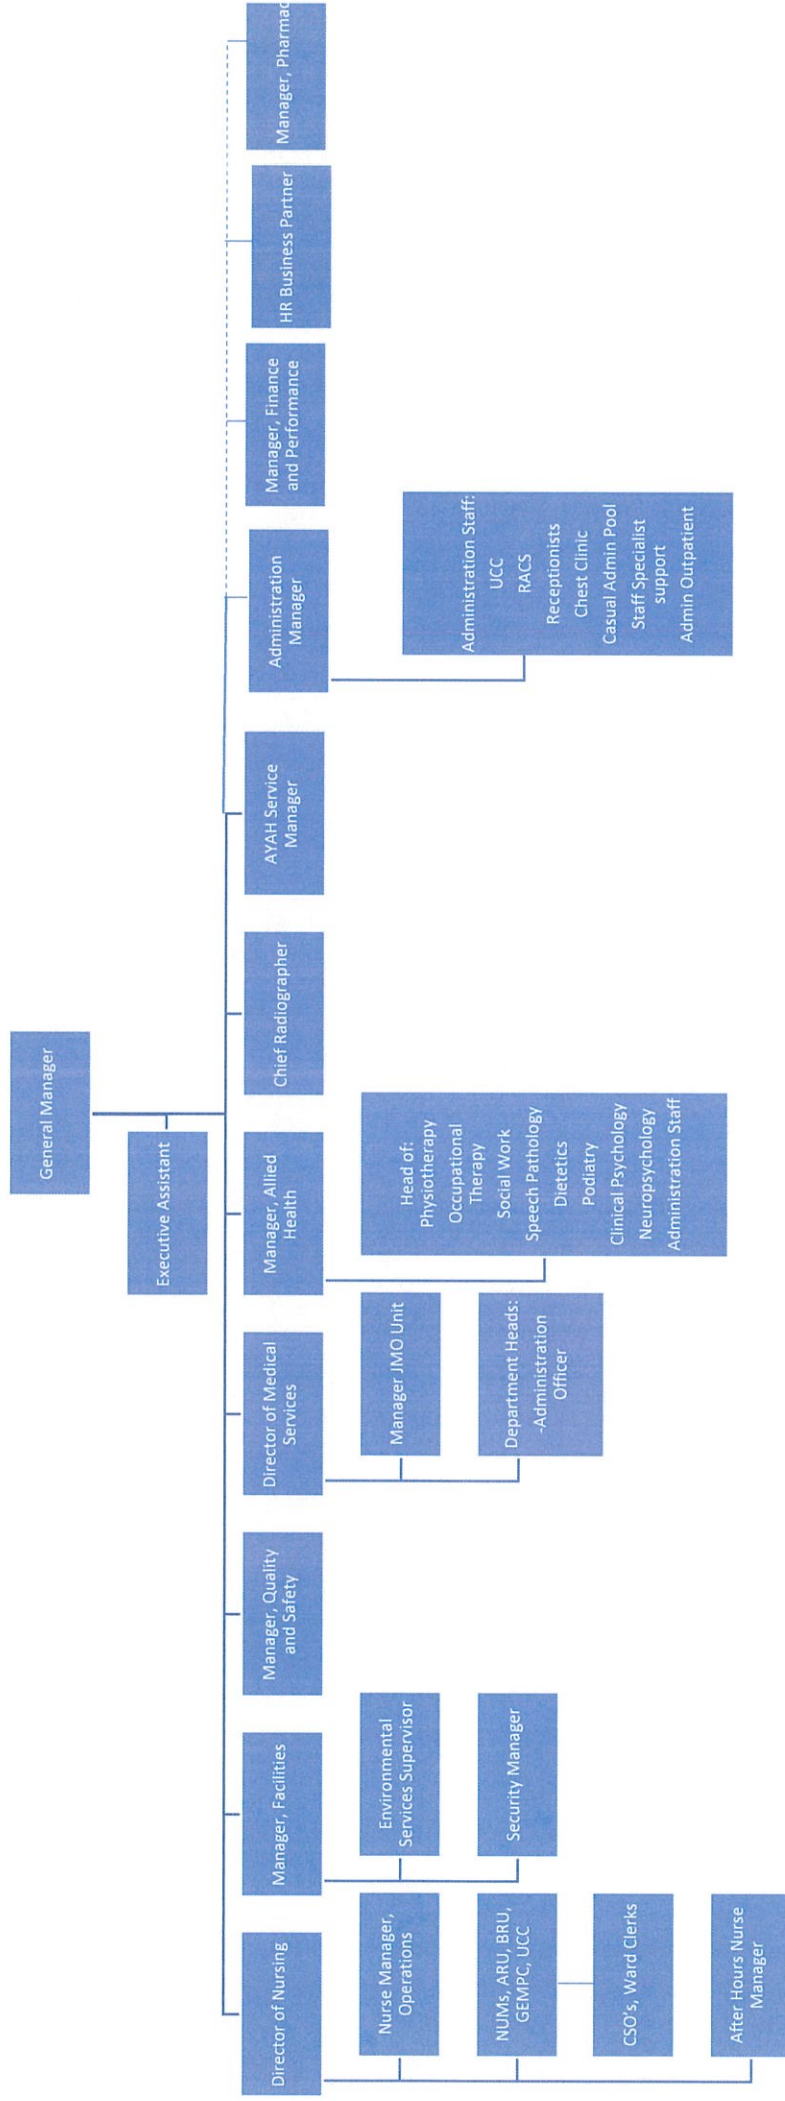 General Manager
Executive Assistant
Director of Nursing
Manager, Facilities
Manager, Quality
and Safety
Director of Medical
Services
Manager, Allied
Health
Chief Radiographer
AYAH Service
Manager
Administration
Manager
Manager, Finance
and Performance
HR Business Partner
Manager, Pharmac
Nurse Manager,
Operations
NUMs, ARU, BRU,
GEMPC, UCC
CSO's, Ward Clerks
After Hours Nurse
Manager
Environmental
Services Supervisor
Security Manager
Manager JMO Unit
Department Heads:
-Administration
Officer
Head of:
Physiotherapy
Occupational
Therapy
Social Work
Speech Pathology
Dietetics
Podiatry
Clinical Psychology
Neuropsychology
Administration Staff
Administration Staff:
UCC
RACS
Receptionists
Chest Clinic
Casual Admin Pool
Staff Specialist
support
Admin Outpatient